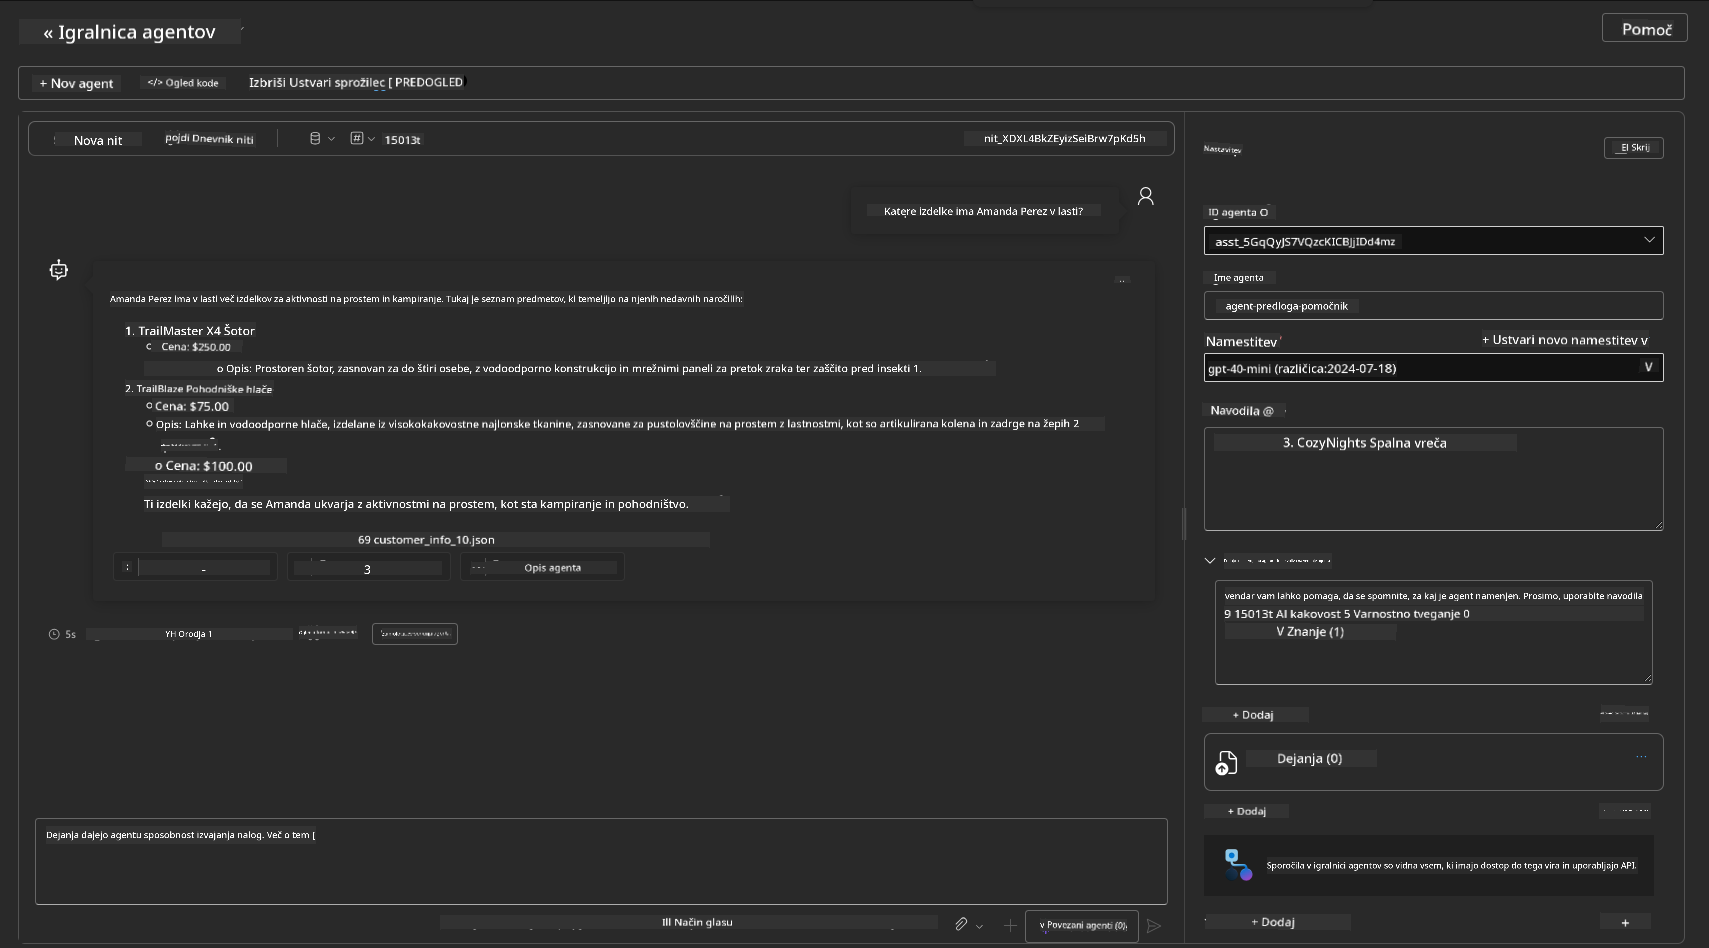 « Igralnica agentov
Pomoč
+ Nov agent
</> Ogled kode
Izbriši Ustvari sprožilec [ PREDOGLED
Nova nit
pojdi Dnevnik niti
15013t
nit_XDXL4BkZEyizSeiBrw7pKd5h
Katere izdelke ima Amanda Perez v lasti?
Amanda Perez ima v lasti več izdelkov za aktivnosti na prostem in kampiranje. Tukaj je seznam predmetov, ki temeljijo na njenih nedavnih naročilih:
1. TrailMaster X4 Šotor
Cena: $250.00
o Opis: Prostoren šotor, zasnovan za do štiri osebe, z vodoodporno konstrukcijo in mrežnimi paneli za pretok zraka ter zaščito pred insekti 1.
2. TrailBlaze Pohodniške hlače
o Cena: $75.00
o Opis: Lahke in vodoodporne hlače, izdelane iz visokokakovostne najlonske tkanine, zasnovane za pustolovščine na prostem z lastnostmi, kot so artikulirana kolena in zadrge na žepih 2
o Cena: $100.00
Ti izdelki kažejo, da se Amanda ukvarja z aktivnostmi na prostem, kot sta kampiranje in pohodništvo.
69 customer_info_10.json
3
Opis agenta
5s
YH Orodja 1
Dejanja dajejo agentu sposobnost izvajanja nalog. Več o tem [
Ill Način glasu
v Povezani agenti (0)
Nastavitev
El Skrij
ID agenta O
asst_5GqQyJS7VQzcKICBJjIDd4mz
Ime agenta
agent-predloga-pomočnik
Namestitev
+ Ustvari novo namestitev v
gpt-40-mini (različica:2024-07-18)
Navodila @
3. CozyNights Spalna vreča
vendar vam lahko pomaga, da se spomnite, za kaj je agent namenjen. Prosimo, uporabite navodila
9 15013t AI kakovost 5 Varnostno tveganje 0
V Znanje (1)
+ Dodaj
Dejanja (0)
+ Dodaj
Sporočila v igralnici agentov so vidna vsem, ki imajo dostop do tega vira in uporabljajo API.
+ Dodaj
+